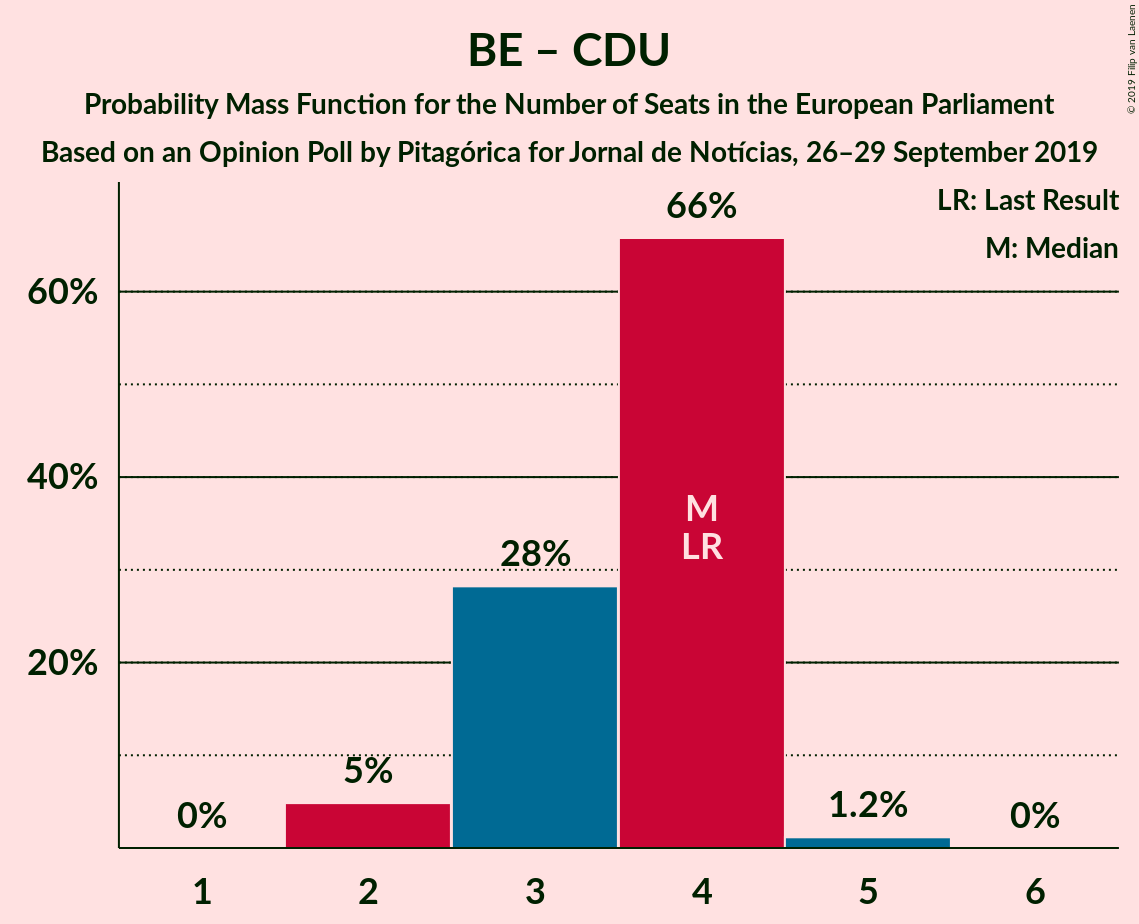 BE – CDU
Probability Mass Function for the Number of Seats in the European Parliament
Based on an Opinion Poll by Pitagórica for Jornal de Notícias, 26–29 September 2019
© 2019 Filip van Laenen
LR: Last Result
M: Median
66%
60%
40%
M
LR
28%
20%
5%
1.2%
0%
0%
1 2 3 4 5 6